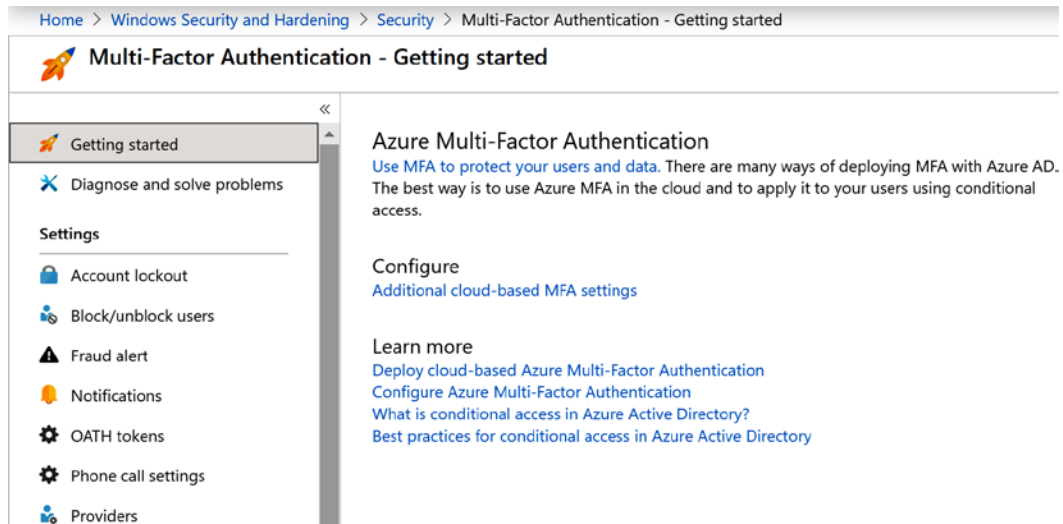 Home > Windows Security and Hardening > Security > Multi-Factor Authentication - Getting started
Multi-Factor Authentication - Getting started
«
Getting started
Diagnose and solve problems
Settings
Account lockout
Block/unblock users
Fraud alert
Notifications
OATH tokens
Phone call settings
Providers
Azure Multi-Factor Authentication
Use MFA to protect your users and data. There are many ways of deploying MFA with Azure AD.
The best way is to use Azure MFA in the cloud and to apply it to your users using conditional
access.
Configure
Additional cloud-based MFA settings
Learn more
Deploy cloud-based Azure Multi-Factor Authentication
Configure Azure Multi-Factor Authentication
What is conditional access in Azure Active Directory?
Best practices for conditional access in Azure Active Directory